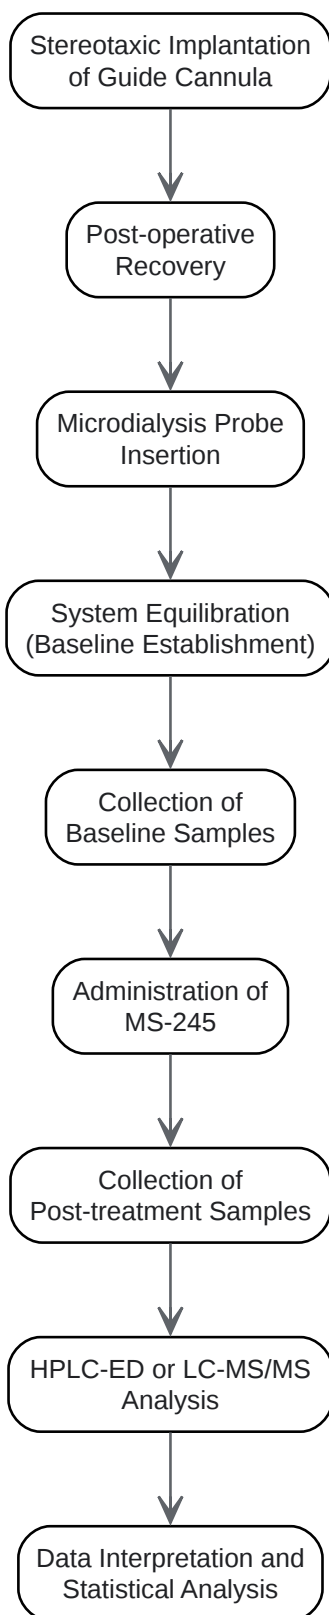 Stereotaxic Implantation
of Guide Cannula
Post-operative
Recovery
Microdialysis Probe
Insertion
System Equilibration
(Baseline Establishment)
Collection of
Baseline Samples
Administration of
MS-245
Collection of
Post-treatment Samples
HPLC-ED or LC-MS/MS
Analysis
Data Interpretation and
Statistical Analysis